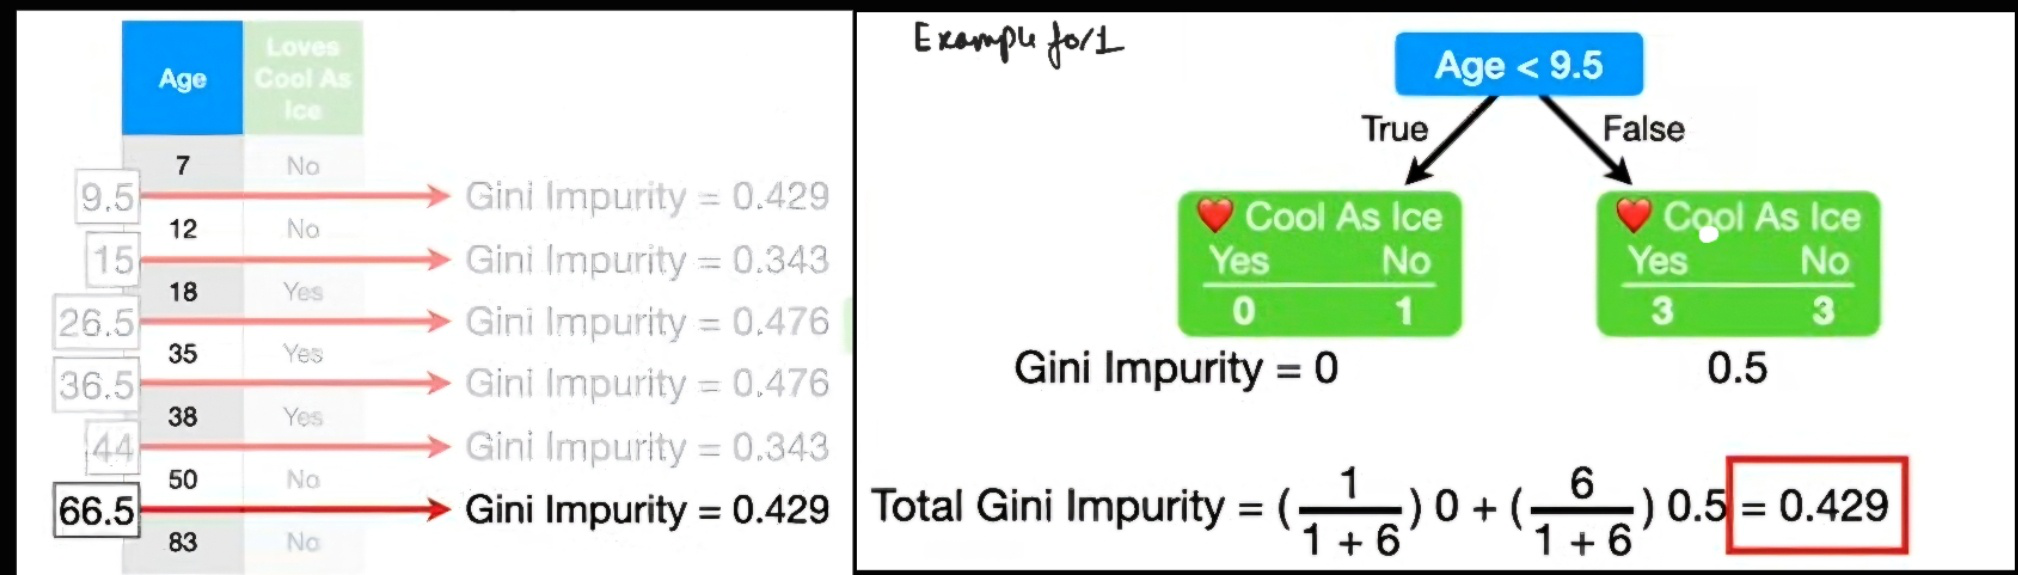 Age
Loves
Cool As
Ice
7 No
9.5 Gini Impurity = 0.429
12 No
15 Gini Impurity = 0.343
18 Yes
26.5 Gini Impurity = 0.476
35 Yes
36.5 Gini Impurity = 0.476
38 Yes
44 Gini Impurity = 0.343
50 No
66.5 Gini Impurity = 0.429
83 No
Example for 1
Age < 9.5
True False
❤️ Cool As Ice
Yes No
0 1
❤️ Cool As Ice
Yes No
3 3
Gini Impurity = 0 0.5
Total Gini Impurity = (1/(1 + 6)) 0 + (6/(1 + 6)) 0.5 = 0.429